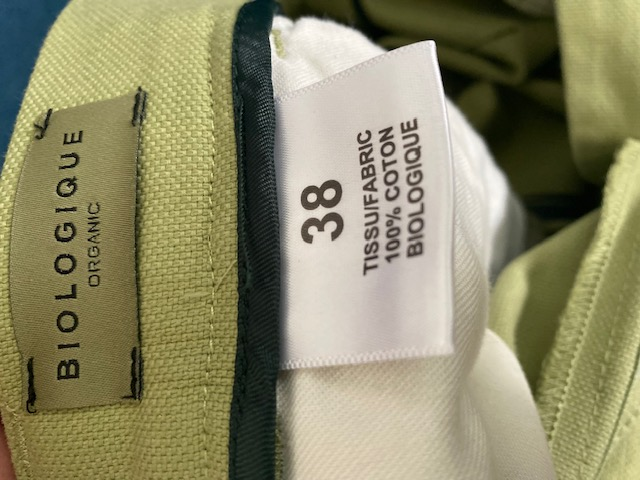 BIOLOGIQUE
ORGANIC
38
TISSU/FABRIC
100% COTON
BIOLOGIQUE